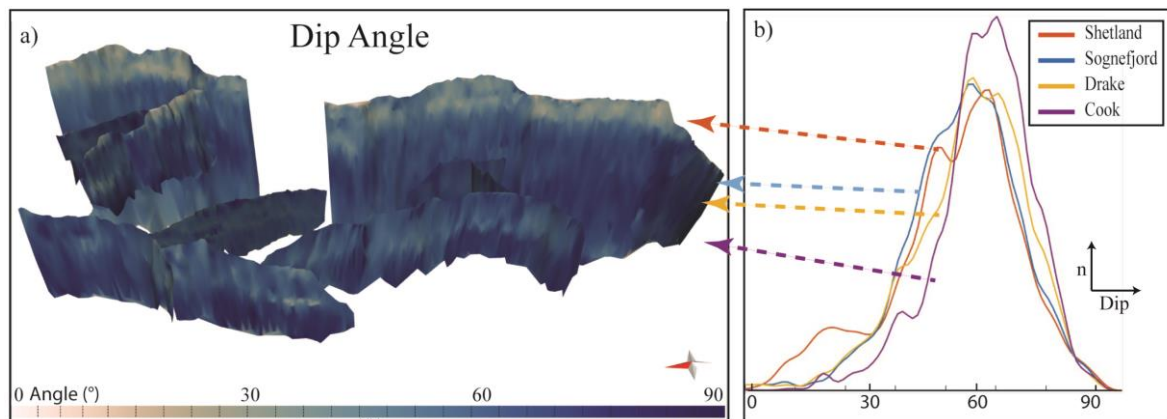 a)
Dip Angle
0 Angle (°) 30 60 90
b)
Shetland
Sognefjord
Drake
Cook
n
Dip
0 30 60 90